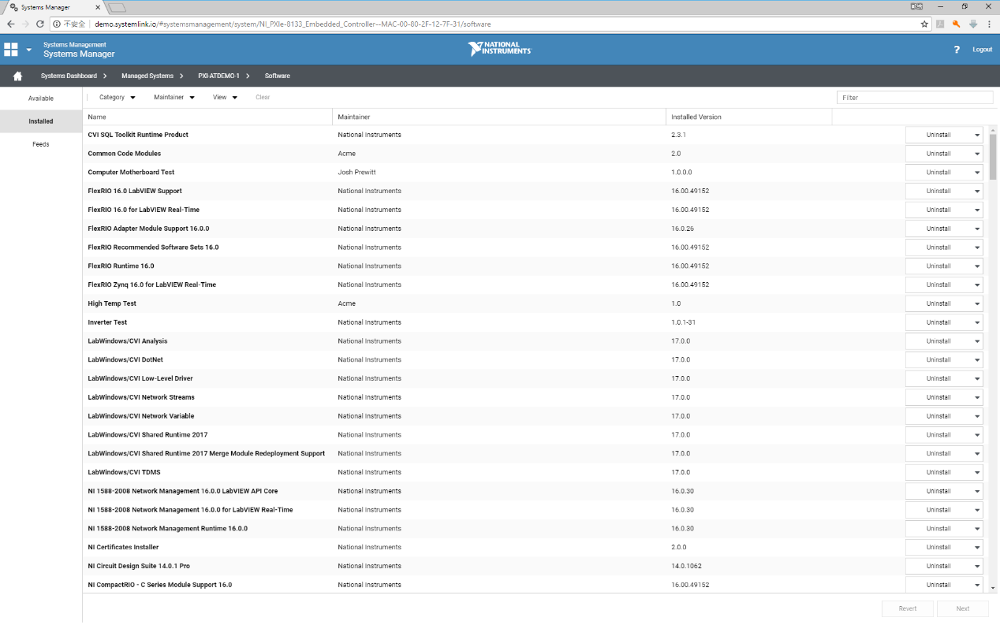 Systems Manager
不安全 demo.systemlink.io/#systemsmanagement/system/NI_PXIe-8133_Embedded_Controller--MAC-00-80-2F-12-7F-31/software
Systems Management
Systems Manager
NATIONAL INSTRUMENTS
? Logout
Systems Dashboard Managed Systems PXI-ATDEMO-1 Software
Available
Installed
Feeds
Category Maintainer View Clear Filter
Name Maintainer Installed Version
CVI SQL Toolkit Runtime Product National Instruments 2.3.1 Uninstall
Common Code Modules Acme 2.0 Uninstall
Computer Motherboard Test Josh Prewitt 1.0.0.0 Uninstall
FlexRIO 16.0 LabVIEW Support National Instruments 16.00.49152 Uninstall
FlexRIO 16.0 for LabVIEW Real-Time National Instruments 16.00.49152 Uninstall
FlexRIO Adapter Module Support 16.0.0 National Instruments 16.0.26 Uninstall
FlexRIO Recommended Software Sets 16.0 National Instruments 16.00.49152 Uninstall
FlexRIO Runtime 16.0 National Instruments 16.00.49152 Uninstall
FlexRIO Zynq 16.0 for LabVIEW Real-Time National Instruments 16.00.49152 Uninstall
High Temp Test Acme 1.0 Uninstall
Inverter Test National Instruments 1.0.1-31 Uninstall
LabWindows/CVI Analysis National Instruments 17.0.0 Uninstall
LabWindows/CVI DotNet National Instruments 17.0.0 Uninstall
LabWindows/CVI Low-Level Driver National Instruments 17.0.0 Uninstall
LabWindows/CVI Network Streams National Instruments 17.0.0 Uninstall
LabWindows/CVI Network Variable National Instruments 17.0.0 Uninstall
LabWindows/CVI Shared Runtime 2017 National Instruments 17.0.0 Uninstall
LabWindows/CVI Shared Runtime 2017 Merge Module Redeployment Support National Instruments 17.0.0 Uninstall
LabWindows/CVI TDMS National Instruments 17.0.0 Uninstall
NI 1588-2008 Network Management 16.0.0 LabVIEW API Core National Instruments 16.0.30 Uninstall
NI 1588-2008 Network Management 16.0.0 for LabVIEW Real-Time National Instruments 16.0.30 Uninstall
NI 1588-2008 Network Management Runtime 16.0.0 National Instruments 16.0.30 Uninstall
NI Certificates Installer National Instruments 2.0.0 Uninstall
NI Circuit Design Suite 14.0.1 Pro National Instruments 14.0.1062 Uninstall
NI CompactRIO - C Series Module Support 16.0 National Instruments 16.00.49152 Uninstall
Revert Next